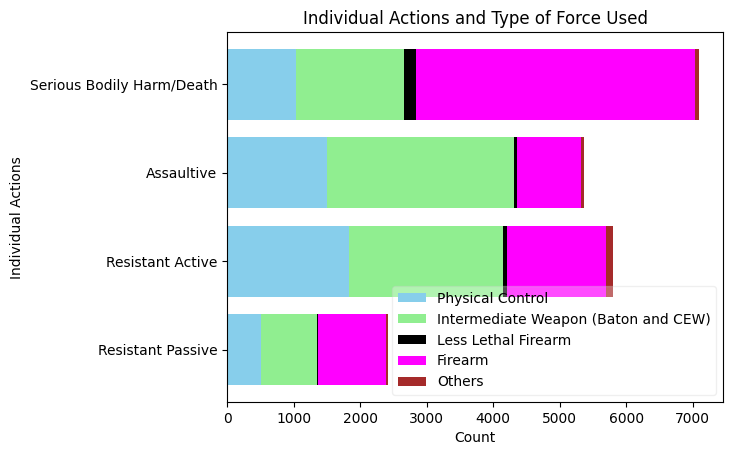 Individual Actions and Type of Force Used
Individual Actions
Serious Bodily Harm/Death
Assaultive
Resistant Active
Resistant Passive
Physical Control
Intermediate Weapon (Baton and CEW)
Less Lethal Firearm
Firearm
Others
0 1000 2000 3000 4000 5000 6000 7000
Count